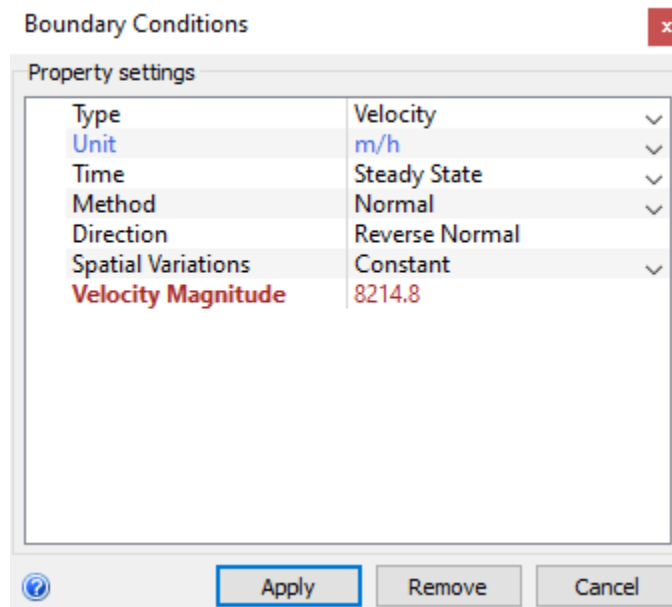 Boundary Conditions
x
Property settings
Type Velocity
Unit m/h
Time Steady State
Method Normal
Direction Reverse Normal
Spatial Variations Constant
Velocity Magnitude 8214.8
? Apply Remove Cancel